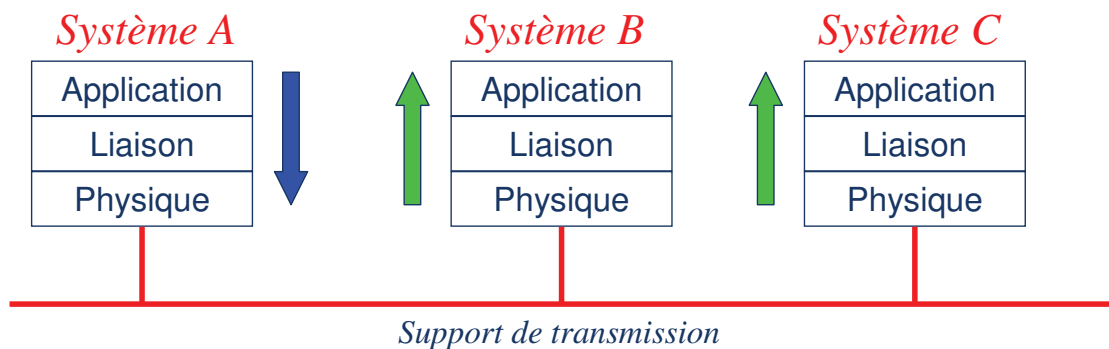 Système A
Système B
Système C
Application
Application
Application
Liaison
Liaison
Liaison
Physique
Physique
Physique
Support de transmission